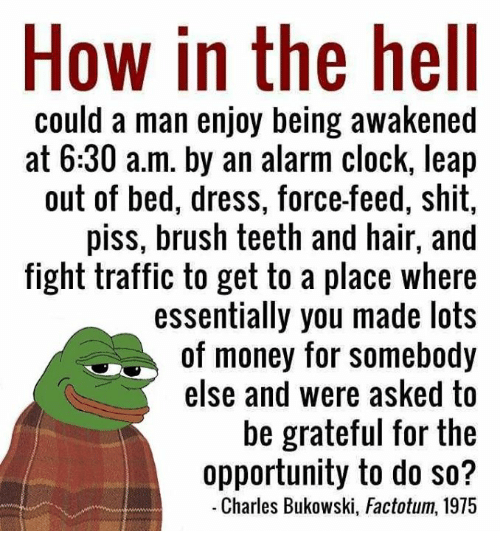 How in the hell
could a man enjoy being awakened
at 6:30 a.m. by an alarm clock, leap
out of bed, dress, force-feed, shit,
piss, brush teeth and hair, and
fight traffic to get to a place where
essentially you made lots
of money for somebody
else and were asked to
be grateful for the
opportunity to do so?
- Charles Bukowski, Factotum, 1975